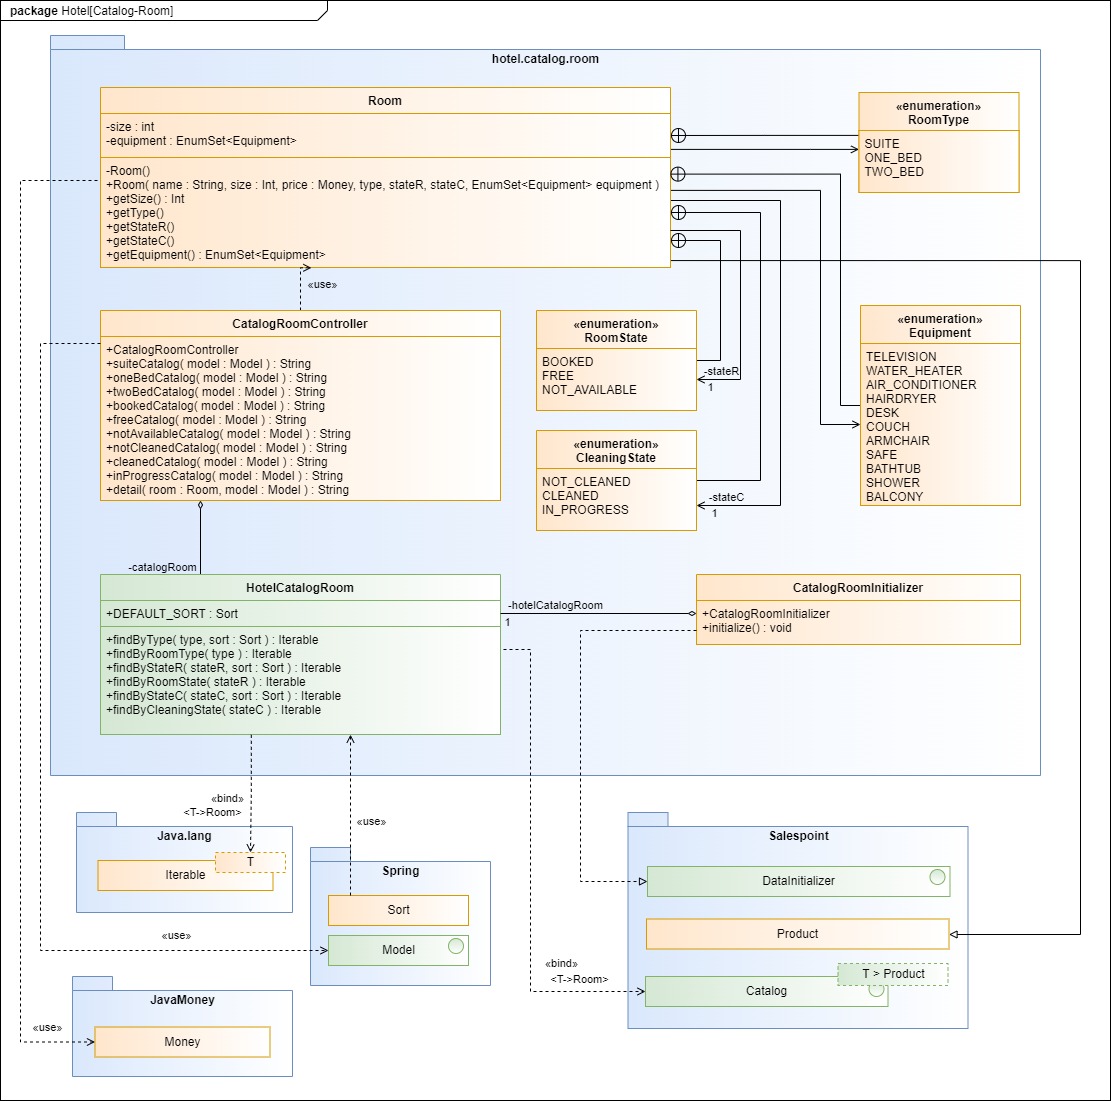 package Hotel[Catalog-Room]
hotel.catalog.room
Room
-size : int
-equipment : EnumSet<Equipment>
-Room()
+Room( name : String, size : Int, price : Money, type, stateR, stateC, EnumSet<Equipment> equipment )
+getSize() : Int
+getType()
+getStateR()
+getStateC()
+getEquipment() : EnumSet<Equipment>
«enumeration»
RoomType
SUITE
ONE_BED
TWO_BED
«use»
CatalogRoomController
+CatalogRoomController
+suiteCatalog( model : Model) : String
+oneBedCatalog( model : Model) : String
+twoBedCatalog( model : Model) : String
+bookedCatalog( model : Model) : String
+freeCatalog( model : Model) : String
+notAvailableCatalog( model : Model) : String
+notCleanedCatalog( model : Model) : String
+cleanedCatalog( model : Model) : String
+inProgressCatalog( model : Model) : String
+detail( room : Room, model : Model) : String
«enumeration»
RoomState
BOOKED
FREE
NOT_AVAILABLE
-stateR
1
«enumeration»
Equipment
TELEVISION
WATER_HEATER
AIR_CONDITIONER
HAIRDRYER
DESK
COUCH
ARMCHAIR
SAFE
BATHTUB
SHOWER
BALCONY
«enumeration»
CleaningState
NOT_CLEANED
CLEANED
IN_PROGRESS
-stateC
1
-catalogRoom
HotelCatalogRoom
+DEFAULT_SORT : Sort
+findByType( type, sort : Sort ) : Iterable
+findByRoomType( type ) : Iterable
+findByStateR( stateR, sort : Sort ) : Iterable
+findByRoomState( stateR ) : Iterable
+findByStateC( stateC, sort : Sort ) : Iterable
+findByCleaningState( stateC ) : Iterable
-hotelCatalogRoom
1
CatalogRoomInitializer
+CatalogRoomInitializer
+initialize() : void
«bind»
<T->Room>
«use»
Java.lang
T
Iterable
Spring
Sort
Model
«use»
Salespoint
DataInitializer
Product
T > Product
Catalog
«bind»
<T->Room>
JavaMoney
Money
«use»